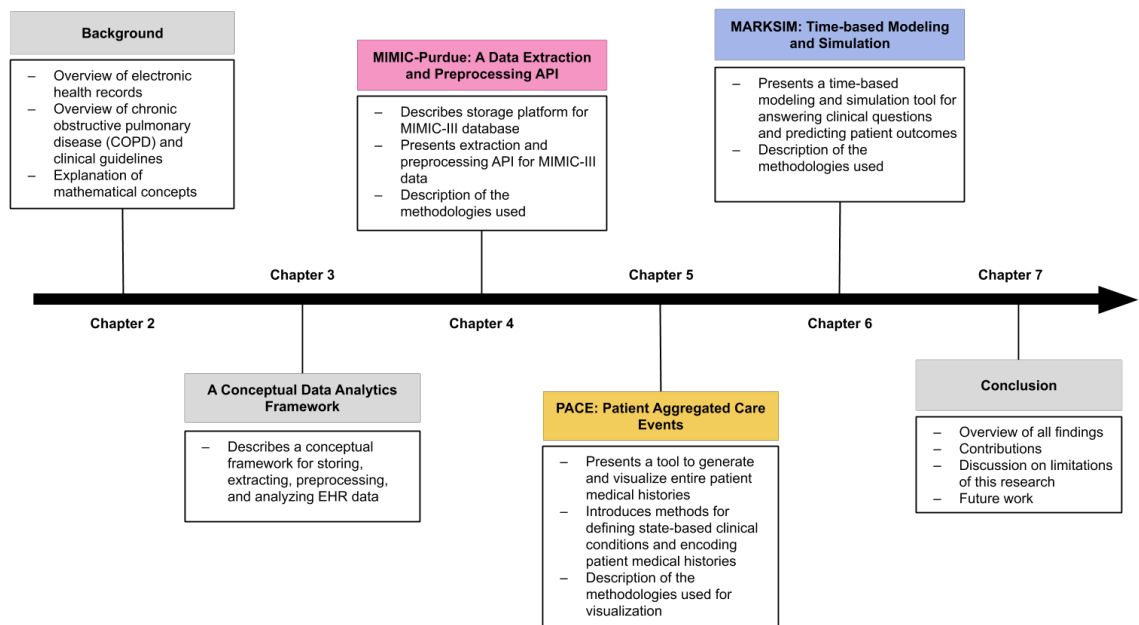 Background
– Overview of electronic
health records
– Overview of chronic
obstructive pulmonary
disease (COPD) and
clinical guidelines
– Explanation of
mathematical concepts
MIMIC-Purdue: A Data Extraction
and Preprocessing API
– Describes storage platform for
MIMIC-III database
– Presents extraction and
preprocessing API for MIMIC-III
data
– Description of the
methodologies used
MARKSIM: Time-based Modeling
and Simulation
– Presents a time-based
modeling and simulation tool for
answering clinical questions
and predicting patient outcomes
– Description of the
methodologies used
Chapter 3
Chapter 5
Chapter 7
Chapter 2
Chapter 4
Chapter 6
A Conceptual Data Analytics
Framework
– Describes a conceptual
framework for storing,
extracting, preprocessing,
and analyzing EHR data
PACE: Patient Aggregated Care
Events
– Presents a tool to generate
and visualize entire patient
medical histories
– Introduces methods for
defining state-based clinical
conditions and encoding
patient medical histories
– Description of the
methodologies used for
visualization
Conclusion
– Overview of all findings
– Contributions
– Discussion on limitations
of this research
– Future work